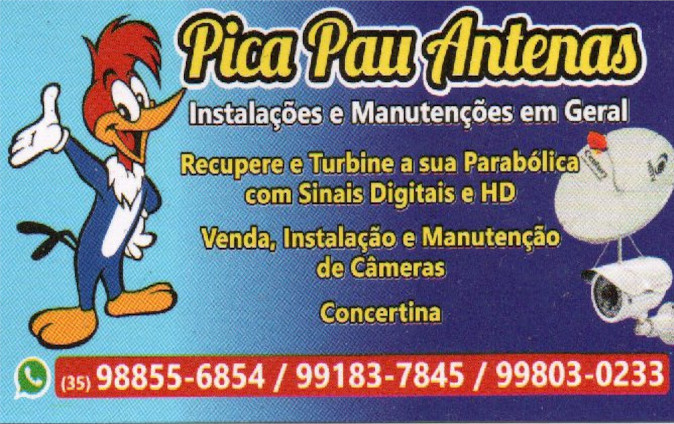 Pica Pau Antenas
Instalações e Manutenções em Geral
Recupere e Turbine a sua Parabólica
com Sinais Digitais e HD
Century
Venda, Instalação e Manutenção
de Câmeras
Concertina
(35) 98855-6854 / 99183-7845 / 99803-0233